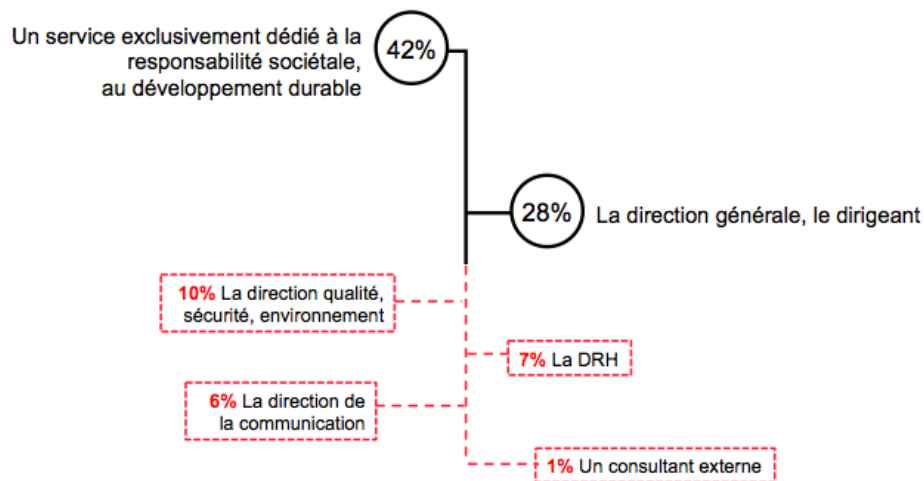 Un service exclusivement dédié à la
responsabilité sociétale,
au développement durable
42%
28%
La direction générale, le dirigeant
10% La direction qualité,
sécurité, environnement
7% La DRH
6% La direction de
la communication
1% Un consultant externe